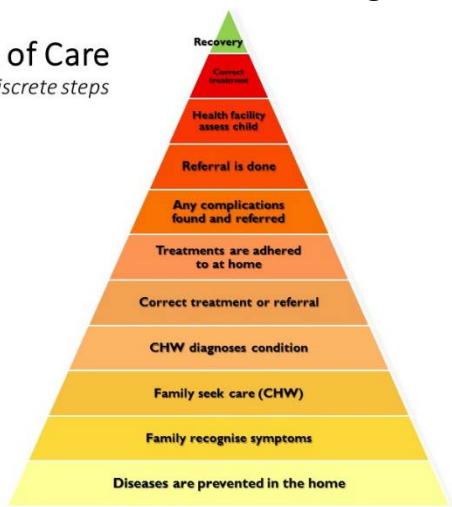 of Care
iscrete steps
Recovery
Correct
treatment
Health facility
assess child
Referral is done
Any complications
found and referred
Treatments are adhered
to at home
Correct treatment or referral
CHW diagnoses condition
Family seek care (CHW)
Family recognise symptoms
Diseases are prevented in the home